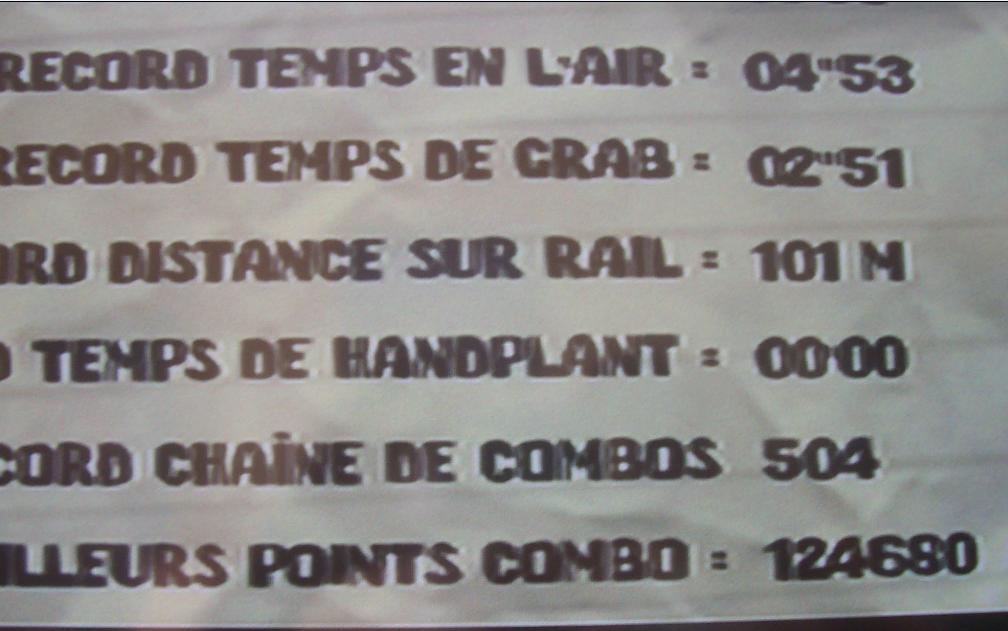 RECORD TEMPS EN L'AIR = 04"53
RECORD TEMPS DE GRAB = 02"51
ORD DISTANCE SUR RAIL = 101 M
TEMPS DE HANDPLANT = 00'00
CORD CHAÎNE DE COMBOS 504
ILLEURS POINTS COMBO = 124680